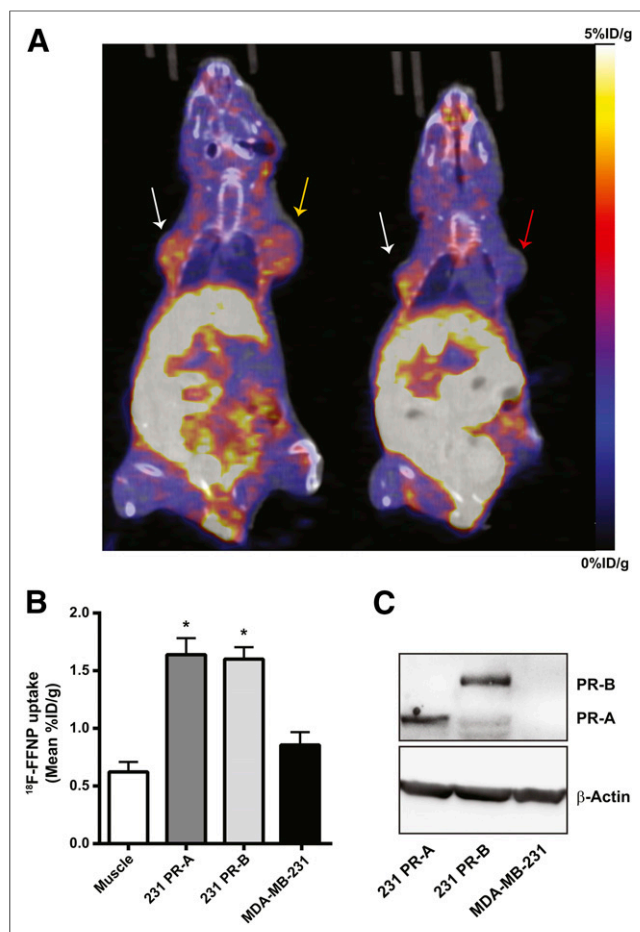 A
5%ID/g
0%ID/g
B
¹⁸F-FFNP uptake
(Mean %ID/g)
2.0
1.5
1.0
0.5
0.0
*
*
Muscle
231 PR-A
231 PR-B
MDA-MB-231
C
PR-B
PR-A
β-Actin
231 PR-A
231 PR-B
MDA-MB-231